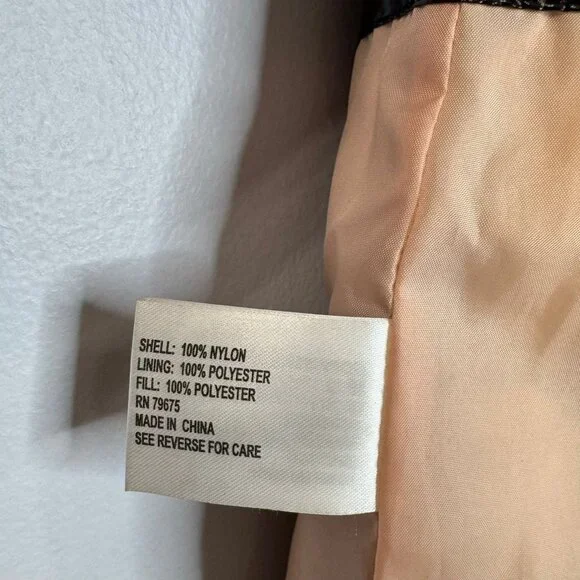 SHELL: 100% NYLON
LINING: 100% POLYESTER
FILL: 100% POLYESTER
RN 79675
MADE IN CHINA
SEE REVERSE FOR CARE